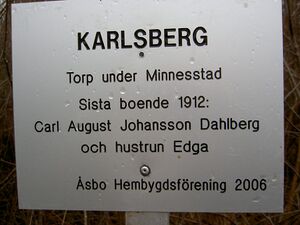 KARLSBERG
Torp under Minnesstad
Sista boende 1912:
Carl August Johansson Dahlberg
och hustrun Edga
Åsbo Hembygdsförening 2006